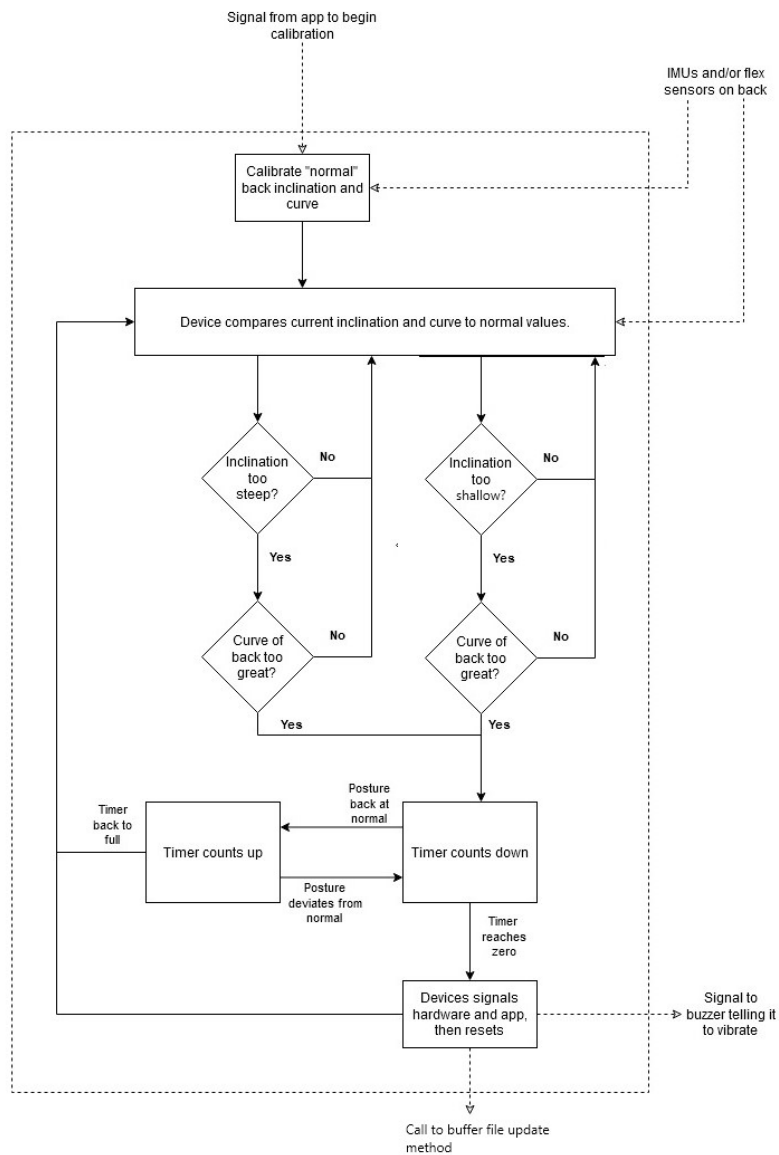 Signal from app to begin
calibration
IMUs and/or flex
sensors on back
Calibrate "normal"
back inclination and
curve
Device compares current inclination and curve to normal values.
Inclination
too
steep?
No
Inclination
too
shallow?
No
Yes
Yes
Curve of
back too
great?
No
Curve of
back too
great?
No
Yes
Yes
Timer
back to
full
Timer counts up
Posture
back at
normal
Posture
deviates from
normal
Timer counts down
Timer
reaches
zero
Devices signals
hardware and app,
then resets
Signal to
buzzer telling it
to vibrate
Call to buffer file update
method